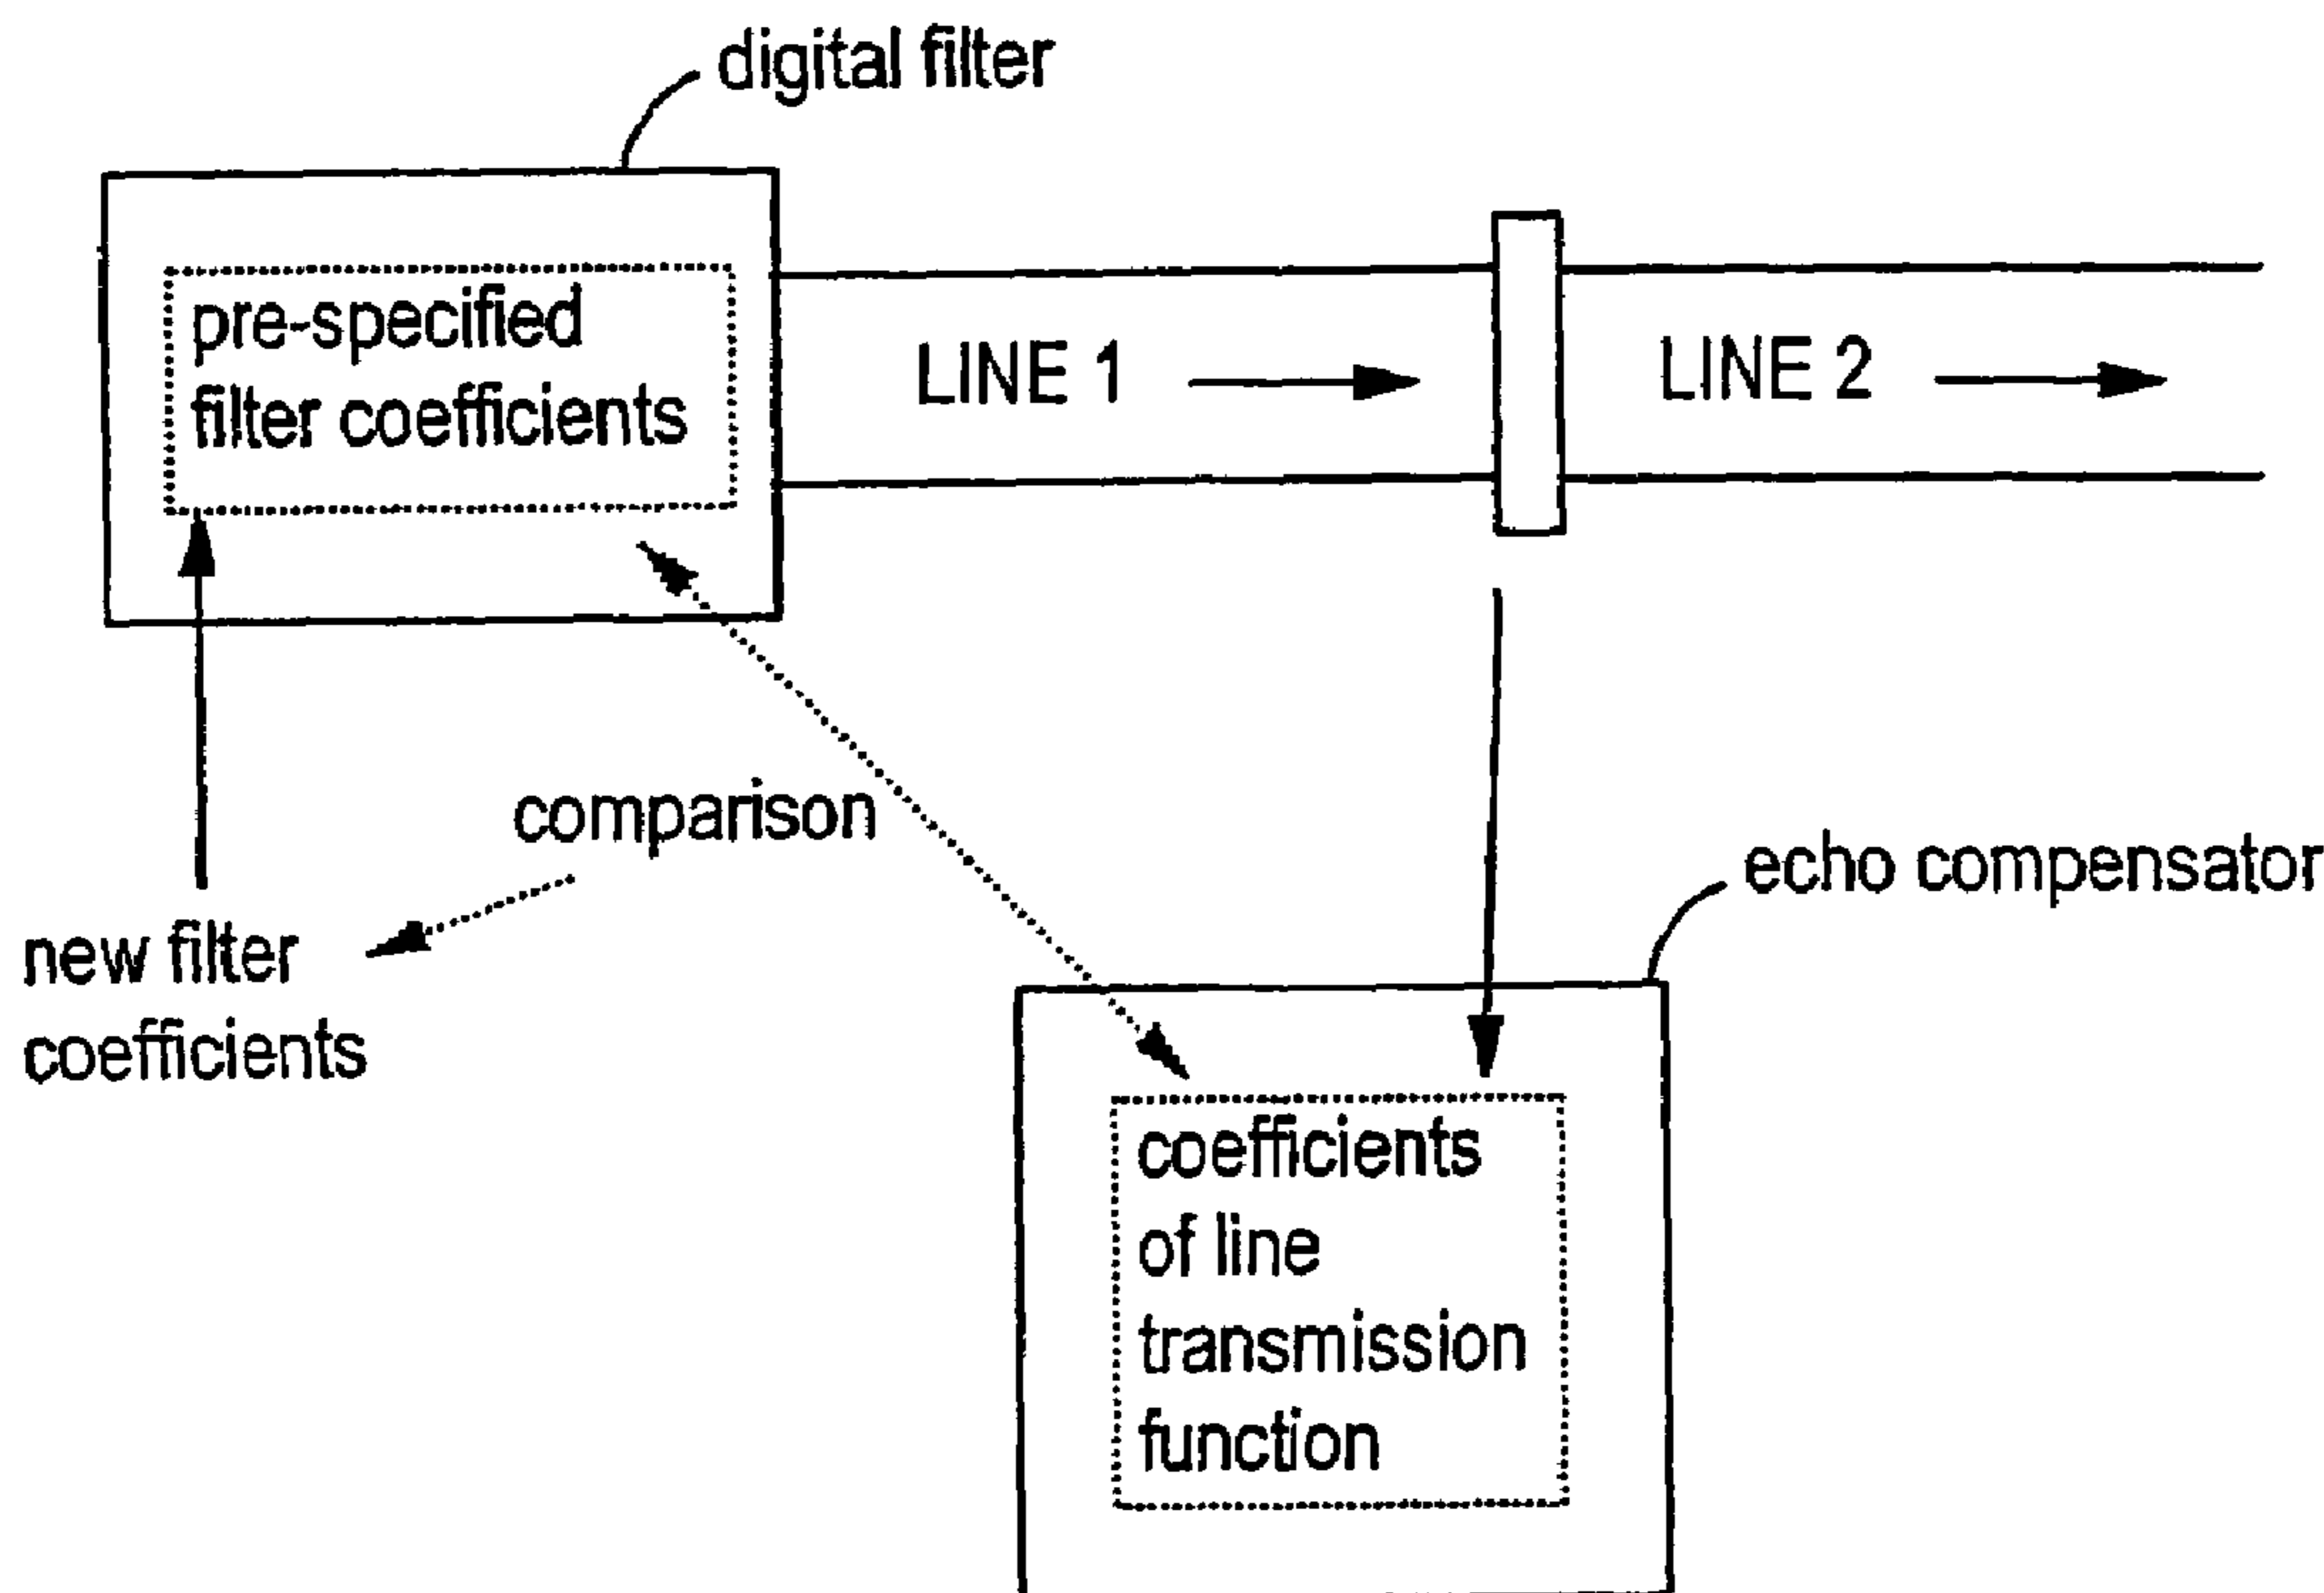 digital filter
pre-specified
filter coefficients
LINE 1
LINE 2
comparison
echo compensator
new filter
coefficients
coefficients
of line
transmission
function